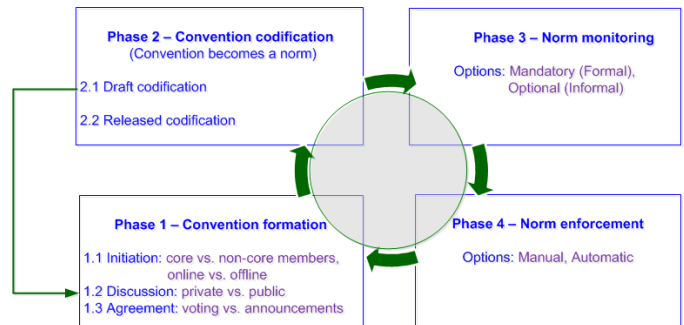 Phase 2 – Convention codification
(Convention becomes a norm)
2.1 Draft codification
2.2 Released codification
Phase 3 – Norm monitoring
Options: Mandatory (Formal),
Optional (Informal)
Phase 1 – Convention formation
1.1 Initiation: core vs. non-core members,
online vs. offline
1.2 Discussion: private vs. public
1.3 Agreement: voting vs. announcements
Phase 4 – Norm enforcement
Options: Manual, Automatic